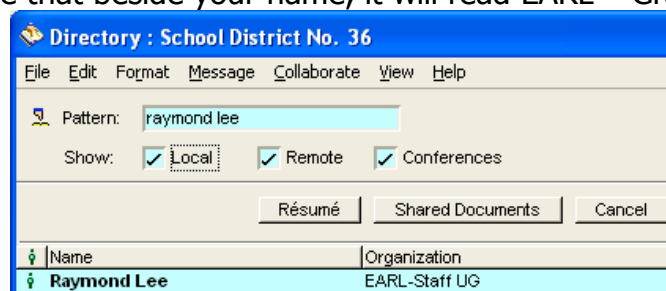 that beside your name, it will read EARL
Directory : School District No. 36
File Edit Format Message Collaborate View Help
Pattern: raymond lee
Show: Local Remote Conferences
Résumé Shared Documents Cancel
Name Organization
Raymond Lee EARL-Staff UG